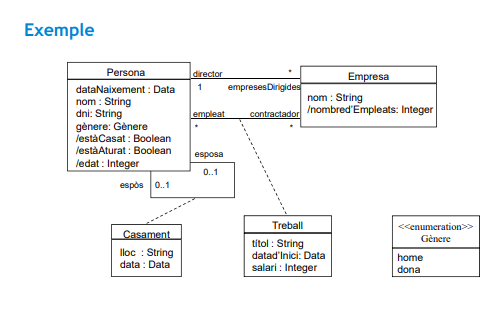 Exemple
Persona
dataNaixement : Data
nom : String
dni: String
gènere: Gènere
/estàCasat : Boolean
/estàAturat : Boolean
/edat : Integer
director
1
*
empresesDirigides
empleat
*
contractador
*
Empresa
nom : String
/nombred'Empleats: Integer
esposa
0..1
espòs
0..1
Casament
lloc : String
data : Data
Treball
títol : String
datad'Inici: Data
salari : Integer
<<enumeration>>
Gènere
home
dona